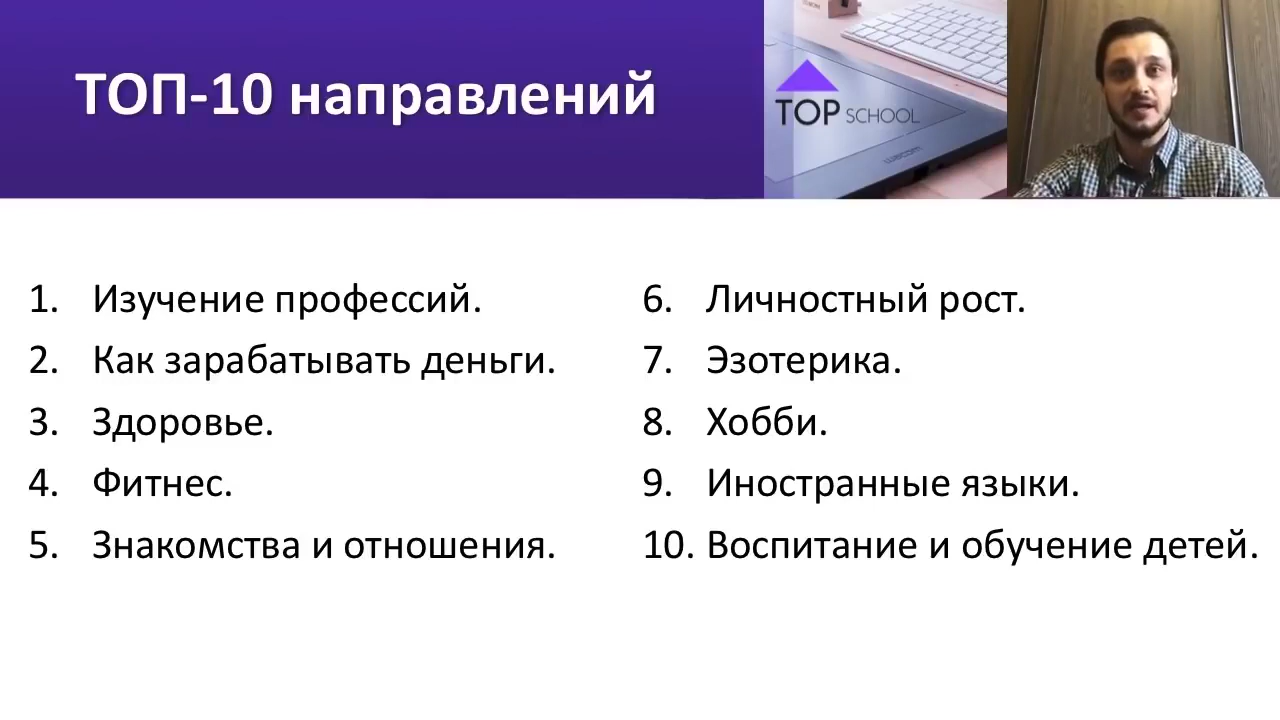 ТОП-10 направлений
TOP SCHOOL
wacom
1. Изучение профессий.
2. Как зарабатывать деньги.
3. Здоровье.
4. Фитнес.
5. Знакомства и отношения.
6. Личностный рост.
7. Эзотерика.
8. Хобби.
9. Иностранные языки.
10. Воспитание и обучение детей.